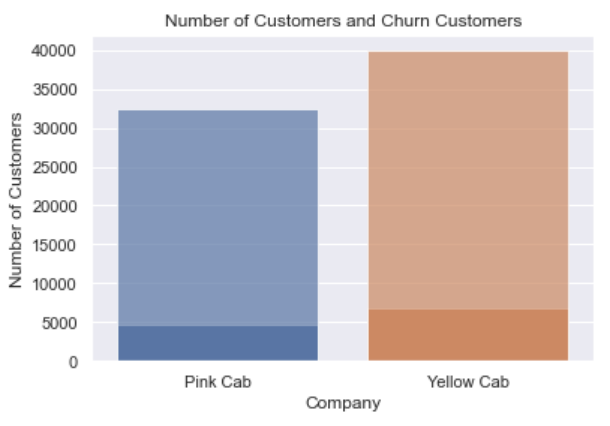 Number of Customers and Churn Customers
40000
35000
30000
25000
20000
15000
10000
5000
0
Number of Customers
Pink Cab
Yellow Cab
Company